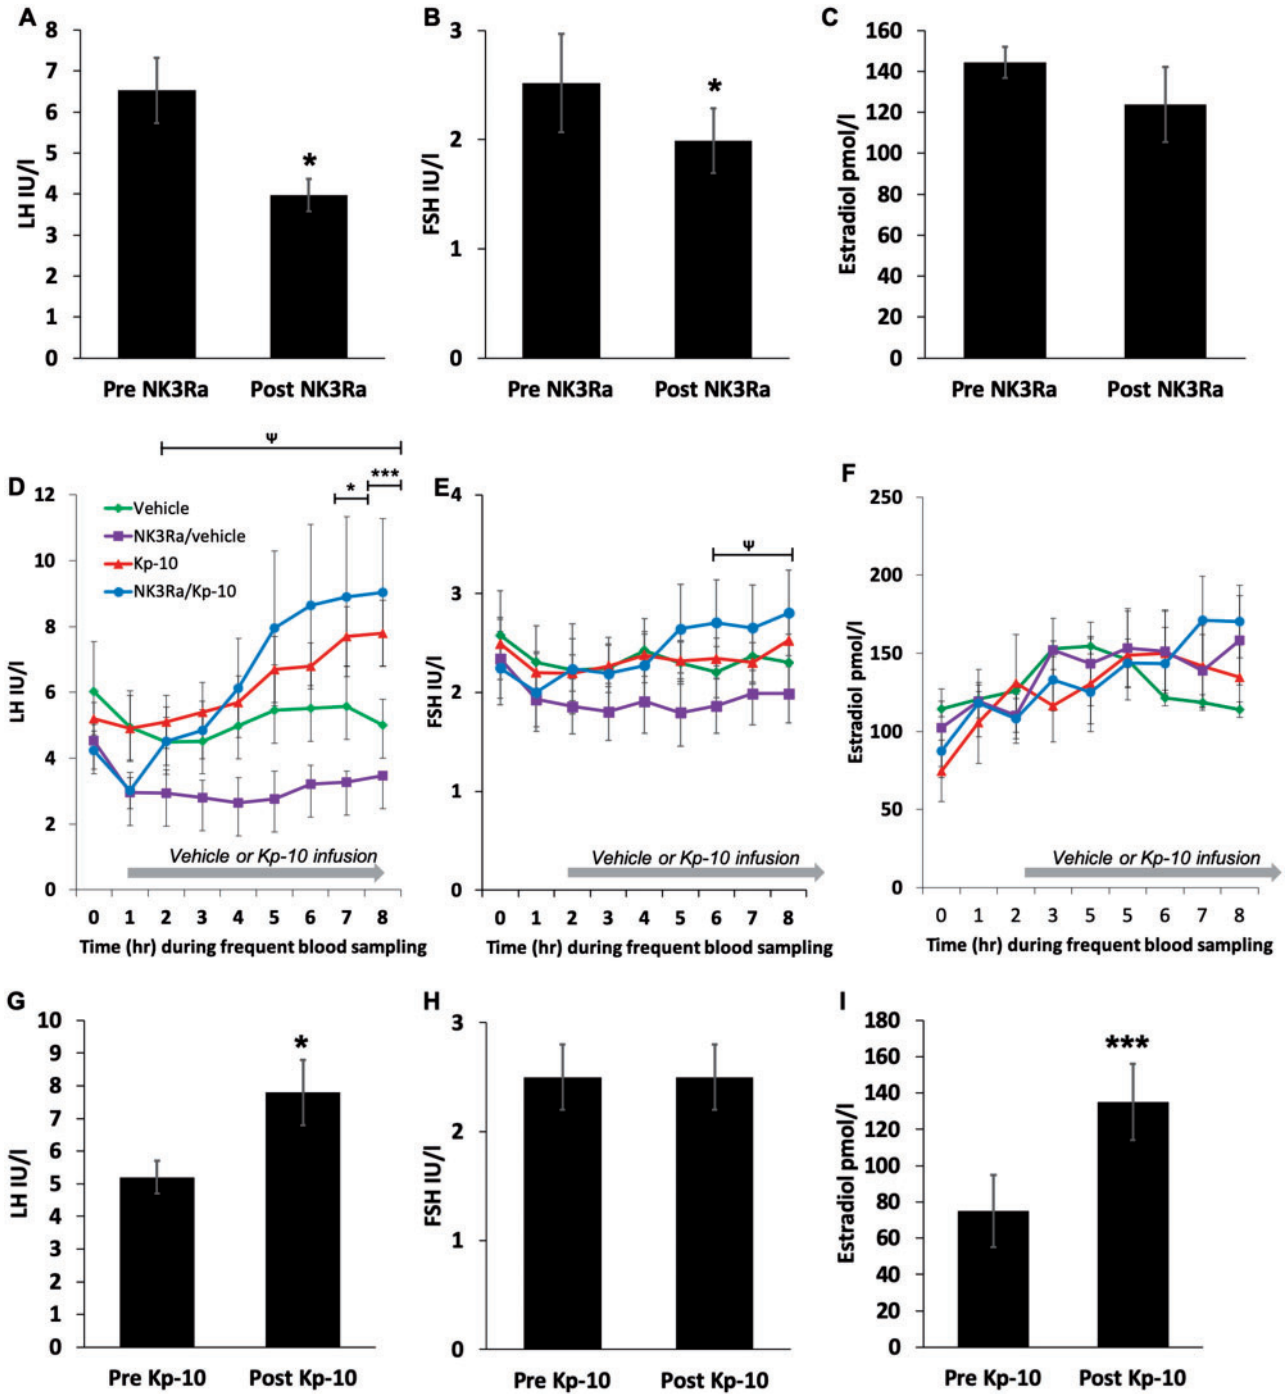 A
8
7
6
5
4
3
2
1
0
LH IU/l
*
Pre NK3Ra
Post NK3Ra
B
3
2
1
0
FSH IU/l
*
Pre NK3Ra
Post NK3Ra
C
160
140
120
100
80
60
40
20
0
Estradiol pmol/l
Pre NK3Ra
Post NK3Ra
D
12
10
8
6
4
2
0
LH IU/l
ψ
*
***
Vehicle
NK3Ra/vehicle
Kp-10
NK3Ra/Kp-10
Vehicle or Kp-10 infusion
0 1 2 3 4 5 6 7 8
Time (hr) during frequent blood sampling
E
4
3
2
1
0
FSH IU/l
ψ
Vehicle or Kp-10 infusion
0 1 2 3 4 5 6 7 8
Time (hr) during frequent blood sampling
F
250
200
150
100
50
0
Estradiol pmol/l
Vehicle or Kp-10 infusion
0 1 2 3 5 5 6 7 8
Time (hr) during frequent blood sampling
G
10
9
8
7
6
5
4
3
2
1
0
LH IU/l
*
Pre Kp-10
Post Kp-10
H
3
2
1
0
FSH IU/l
Pre Kp-10
Post Kp-10
I
180
160
140
120
100
80
60
40
20
0
Estradiol pmol/l
***
Pre Kp-10
Post Kp-10